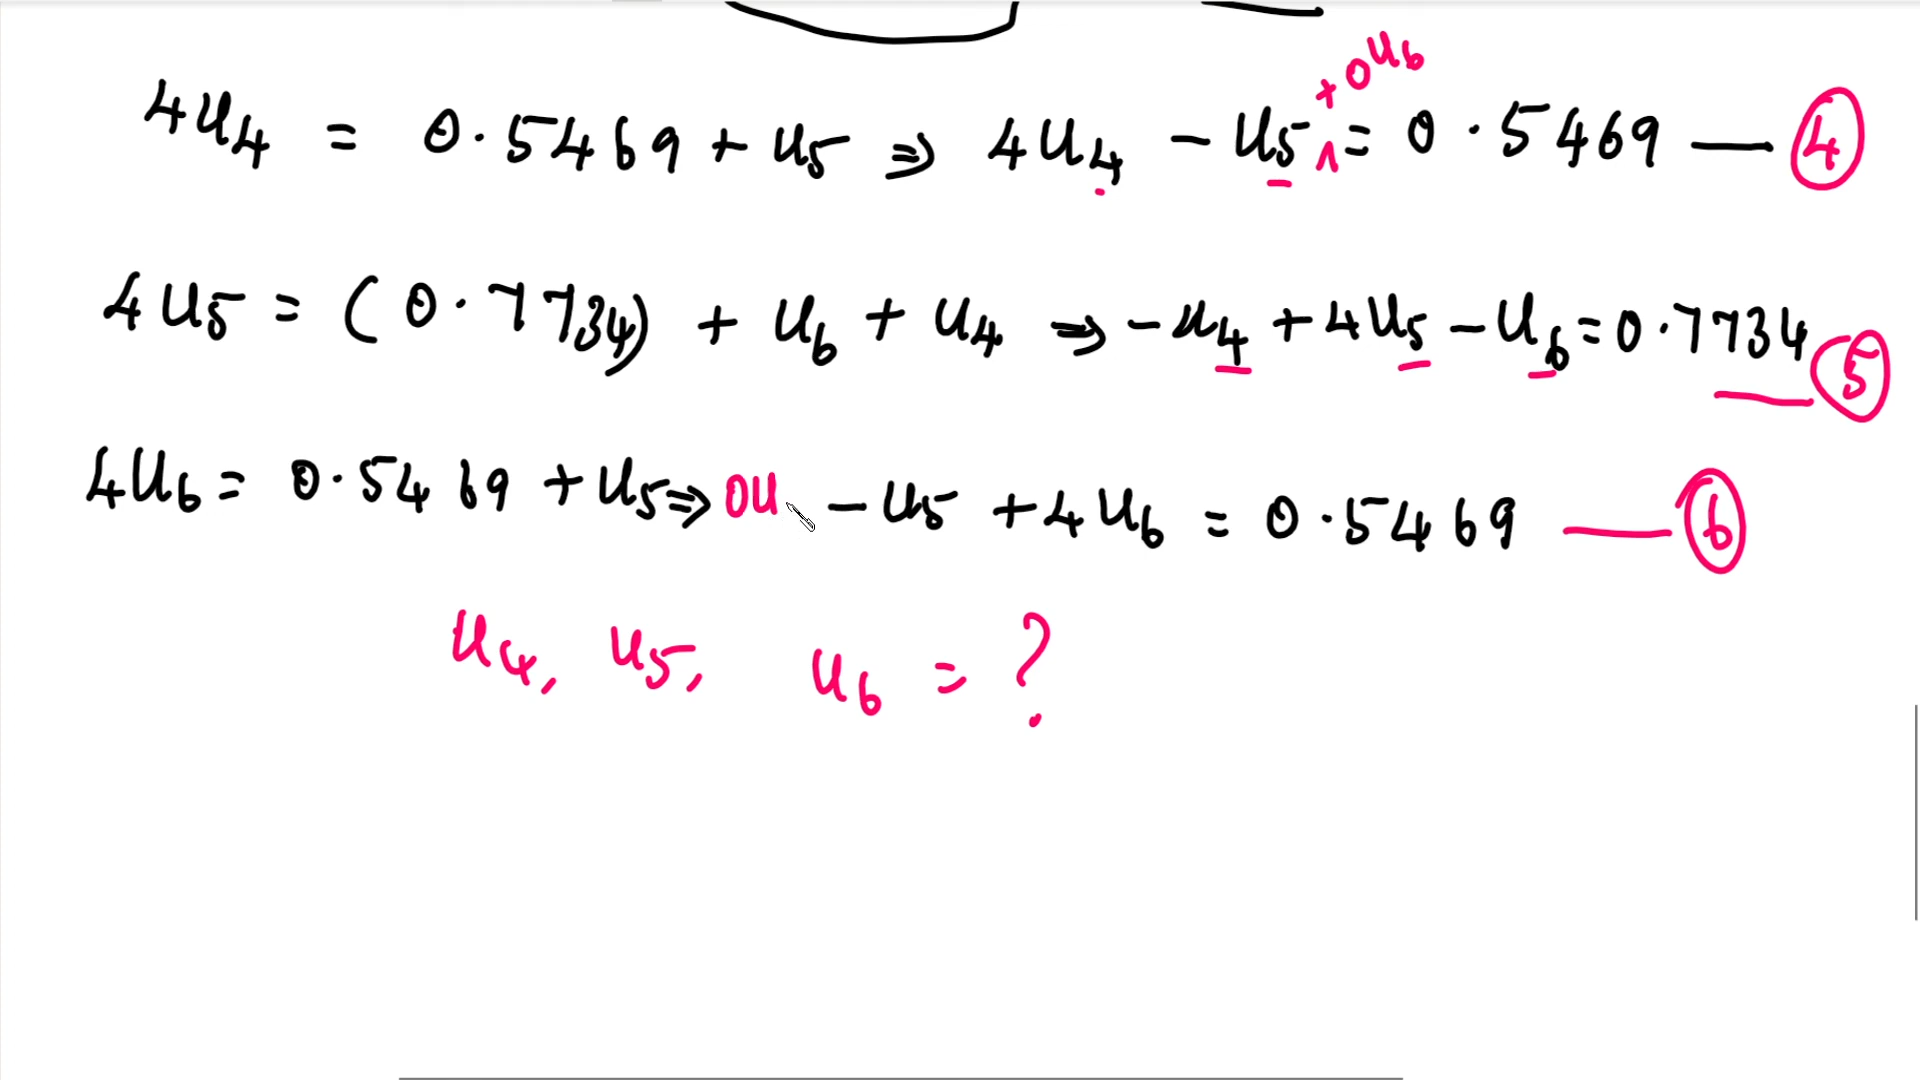 4u4 = 0.5469 + u5 ⇒ 4u4 - u5 + 0u6 = 0.5469 — 4
4u5 = (0.7734) + u6 + u4 ⇒ -u4 + 4u5 - u6 = 0.7734 — 5
4u6 = 0.5469 + u5 ⇒ 0u - u5 + 4u6 = 0.5469 — 6
u4, u5, u6 = ?